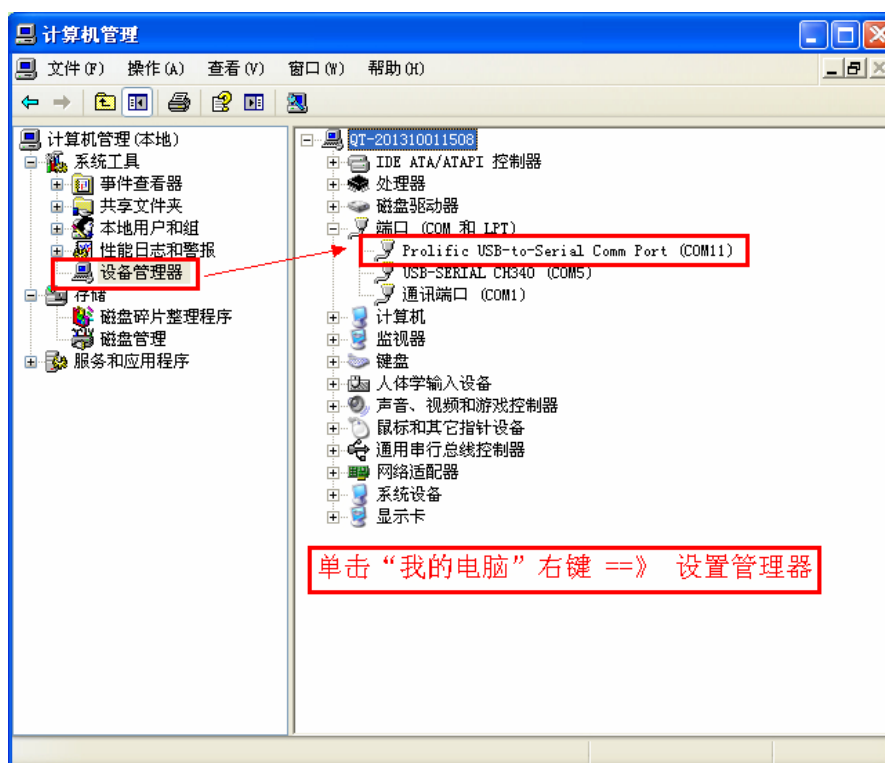 计算机管理
文件(F) 操作(A) 查看(V) 窗口(W) 帮助(H)
计算机管理(本地)
系统工具
事件查看器
共享文件夹
本地用户和组
性能日志和警报
设备管理器
存储
磁盘碎片整理程序
磁盘管理
服务和应用程序
QT-201310011508
IDE ATA/ATAPI 控制器
处理器
磁盘驱动器
端口 (COM 和 LPT)
Prolific USB-to-Serial Comm Port (COM11)
USB-SERIAL CH340 (COM5)
通讯端口 (COM1)
计算机
监视器
键盘
人体学输入设备
声音、视频和游戏控制器
鼠标和其它指针设备
通用串行总线控制器
网络适配器
系统设备
显示卡
单击“我的电脑”右键 ==》 设置管理器